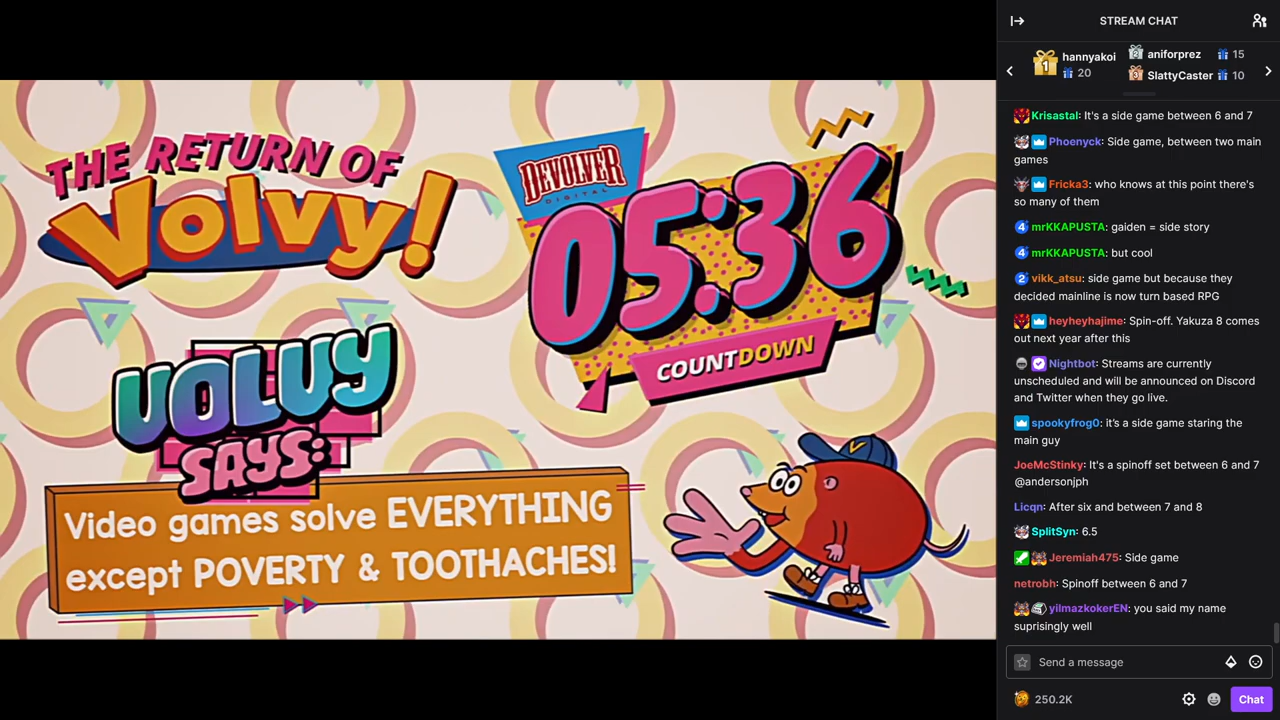 THE RETURN OF
Volvy!
DEVOLVER
DIGITAL
05:36
COUNTDOWN
VOLVY
SAYS:
Video games solve EVERYTHING
except POVERTY & TOOTHACHES!
STREAM CHAT
1 hannyakoi
20
2 aniforprez 15
3 SlattyCaster 10
Krisastal: It's a side game between 6 and 7
Phoenyck: Side game, between two main
games
Fricka3: who knows at this point there's
so many of them
4 mrKKAPUSTA: gaiden = side story
4 mrKKAPUSTA: but cool
2 vikk_atsu: side game but because they
decided mainline is now turn based RPG
heyheyhajime: Spin-off. Yakuza 8 comes
out next year after this
Nightbot: Streams are currently
unscheduled and will be announced on Discord
and Twitter when they go live.
spookyfrog0: it's a side game staring the
main guy
JoeMcStinky: It's a spinoff set between 6 and 7
@andersonjph
Licqn: After six and between 7 and 8
SplitSyn: 6.5
Jeremiah475: Side game
netrobh: Spinoff between 6 and 7
yilmazkokerEN: you said my name
suprisingly well
Send a message
250.2K
Chat